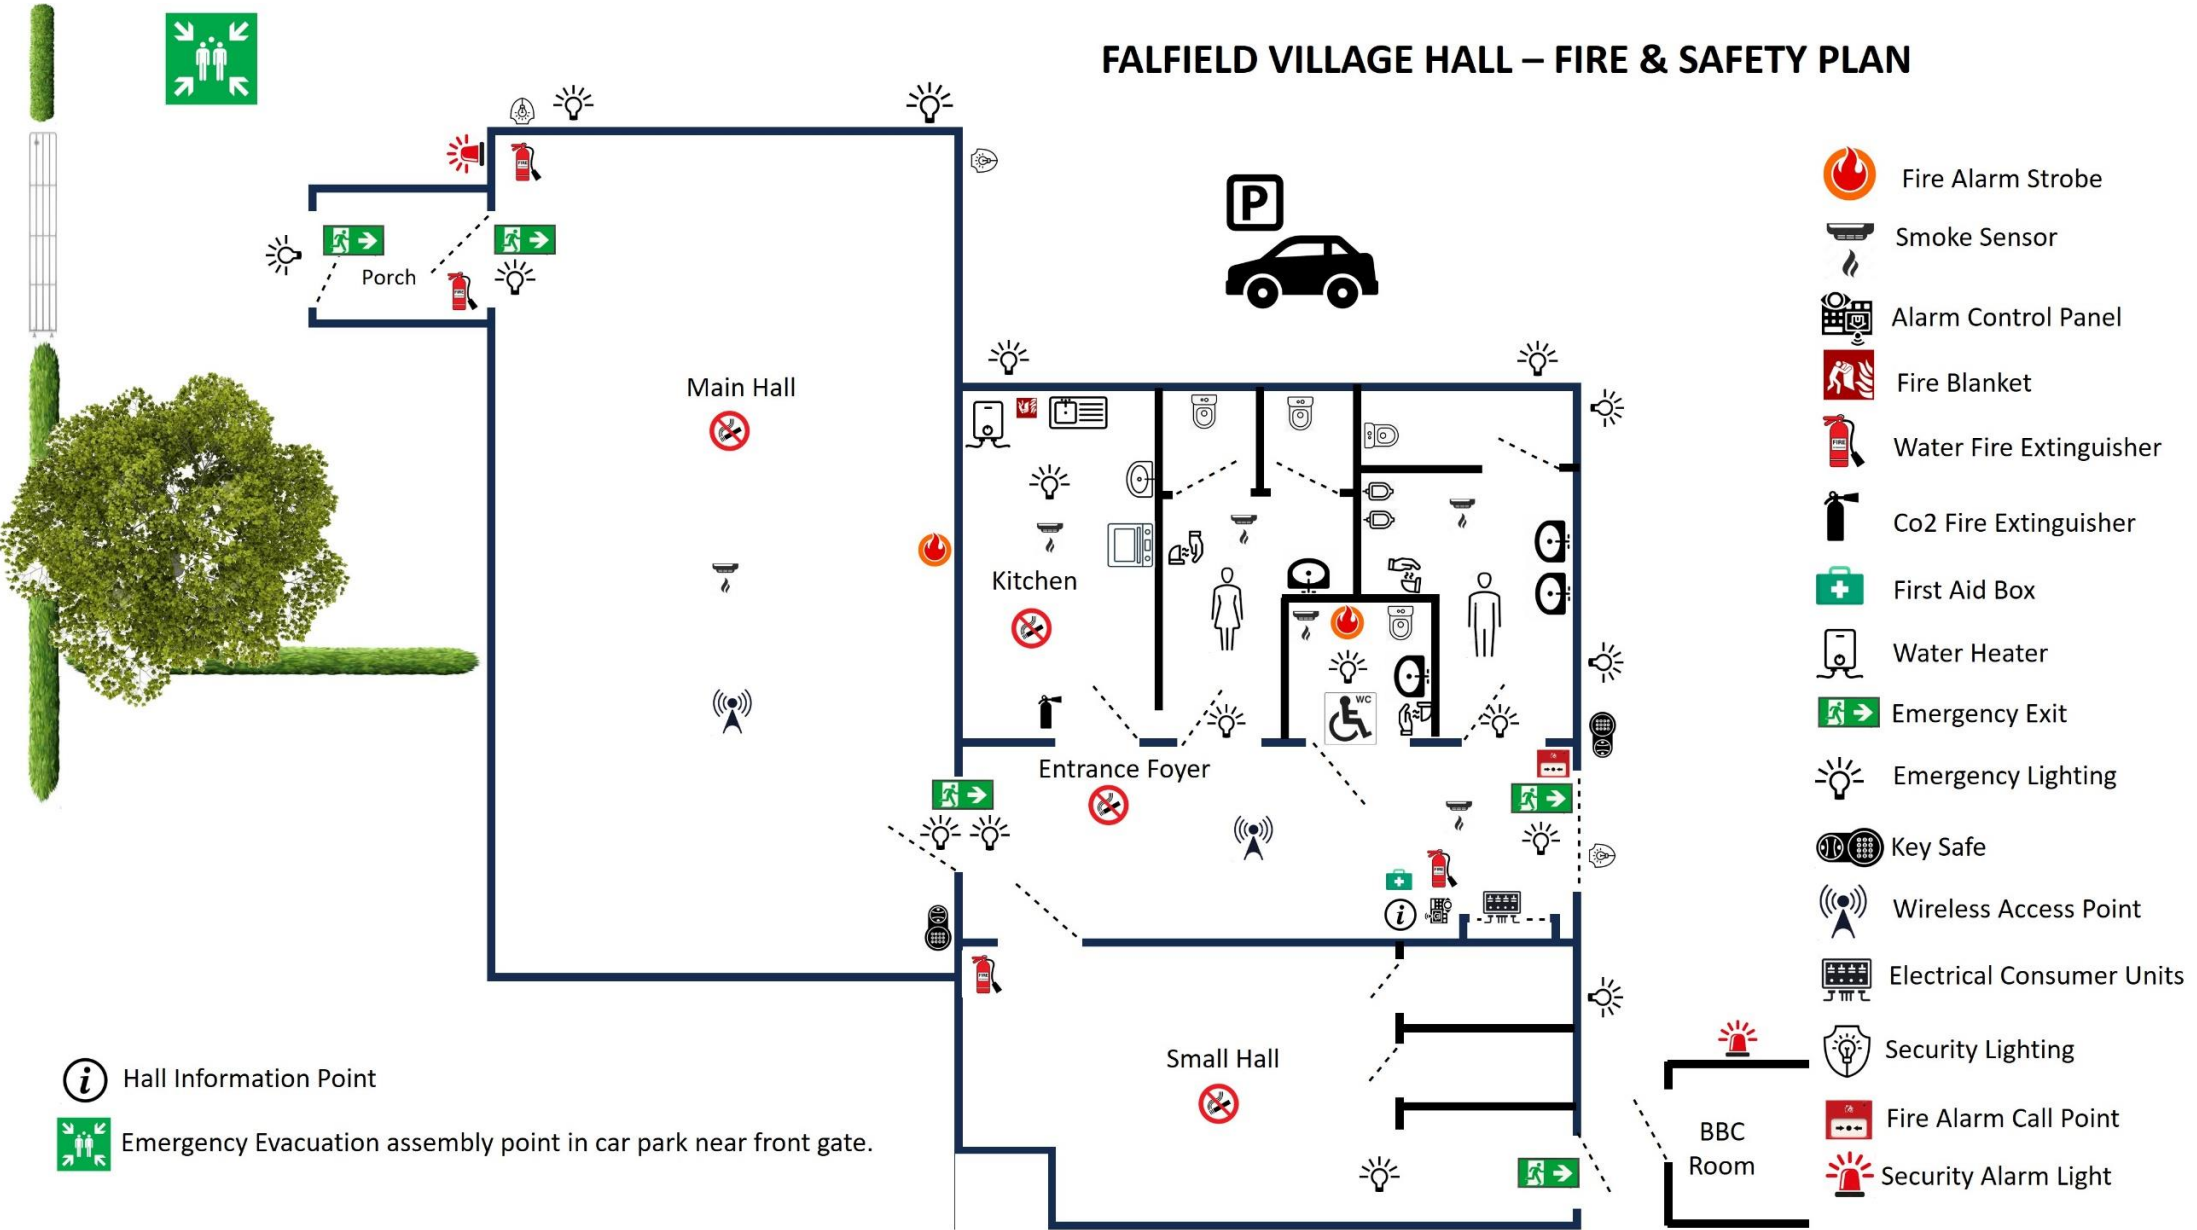 FALFIELD VILLAGE HALL – FIRE & SAFETY PLAN
P
Porch
Main Hall
Kitchen
WC
Entrance Foyer
Small Hall
BBC
Room
Fire Alarm Strobe
Smoke Sensor
Alarm Control Panel
Fire Blanket
Water Fire Extinguisher
Co2 Fire Extinguisher
First Aid Box
Water Heater
Emergency Exit
Emergency Lighting
Key Safe
Wireless Access Point
Electrical Consumer Units
Security Lighting
Fire Alarm Call Point
Security Alarm Light
i Hall Information Point
Emergency Evacuation assembly point in car park near front gate.